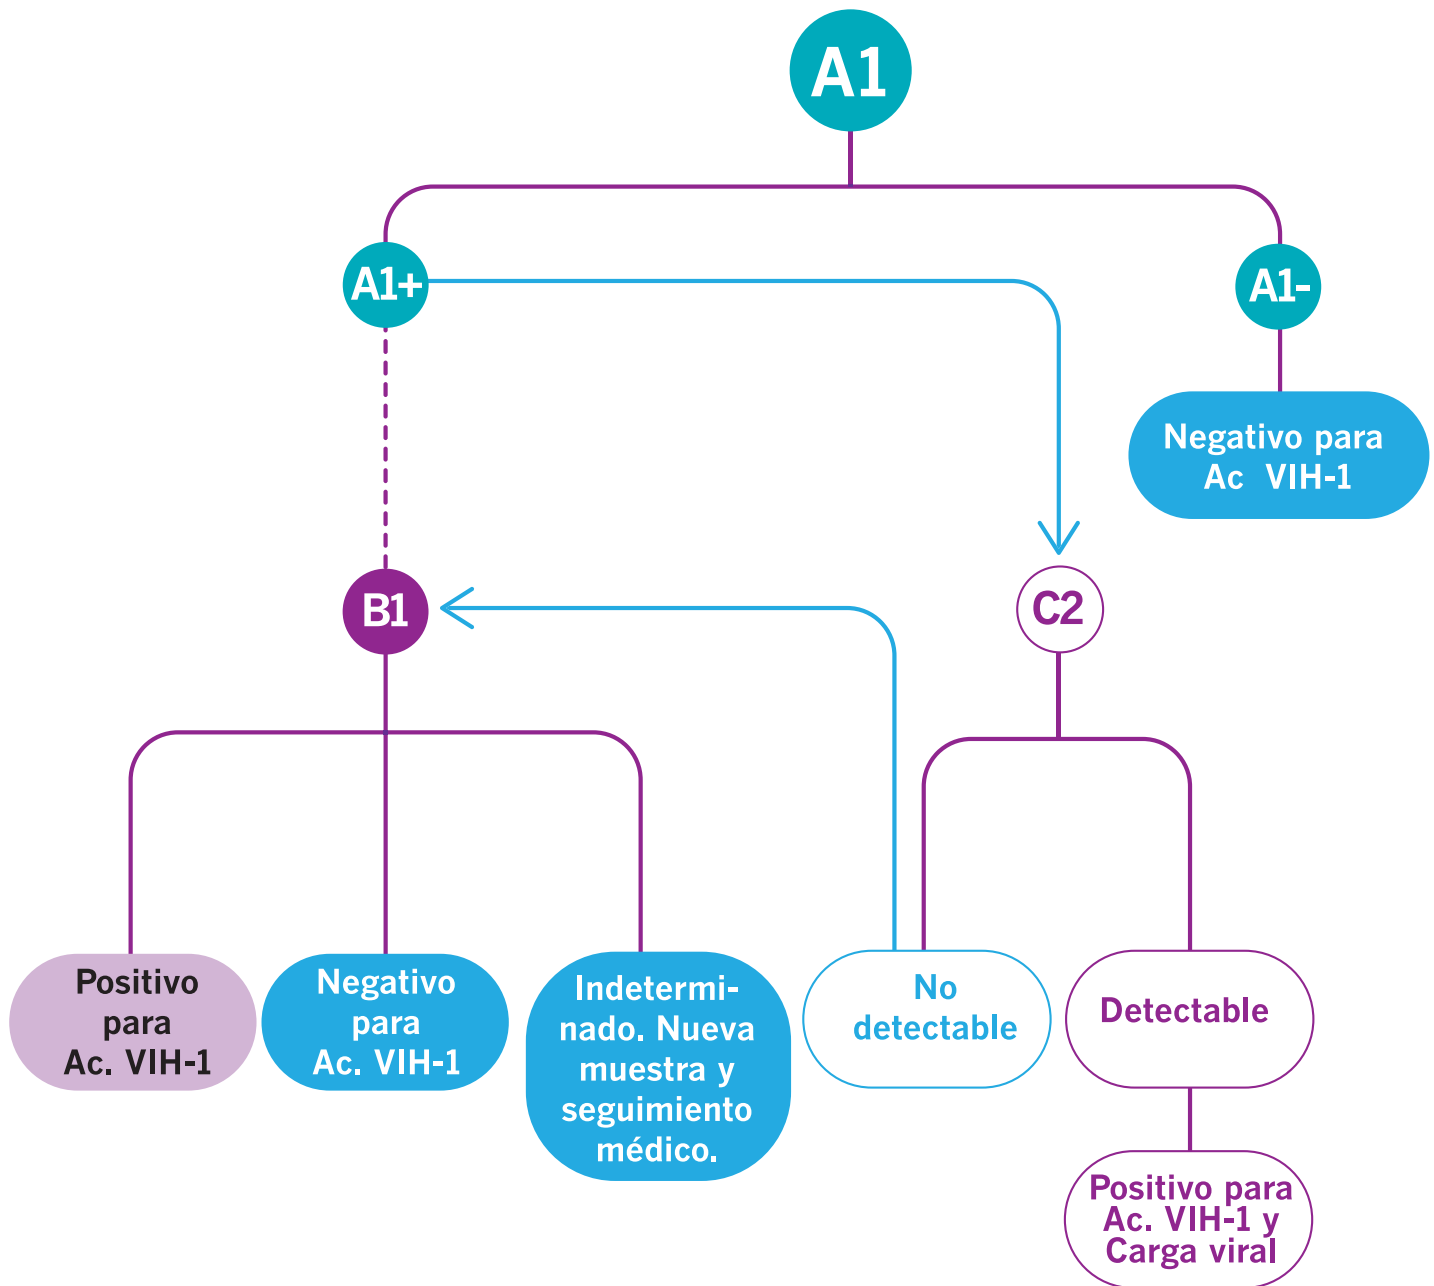 A1
A1+
A1-
Negativo para
Ac VIH-1
B1
C2
Positivo
para
Ac. VIH-1
Negativo
para
Ac. VIH-1
Indetermi-
nado. Nueva
muestra y
seguimiento
médico.
No
detectable
Detectable
Positivo para
Ac. VIH-1 y
Carga viral